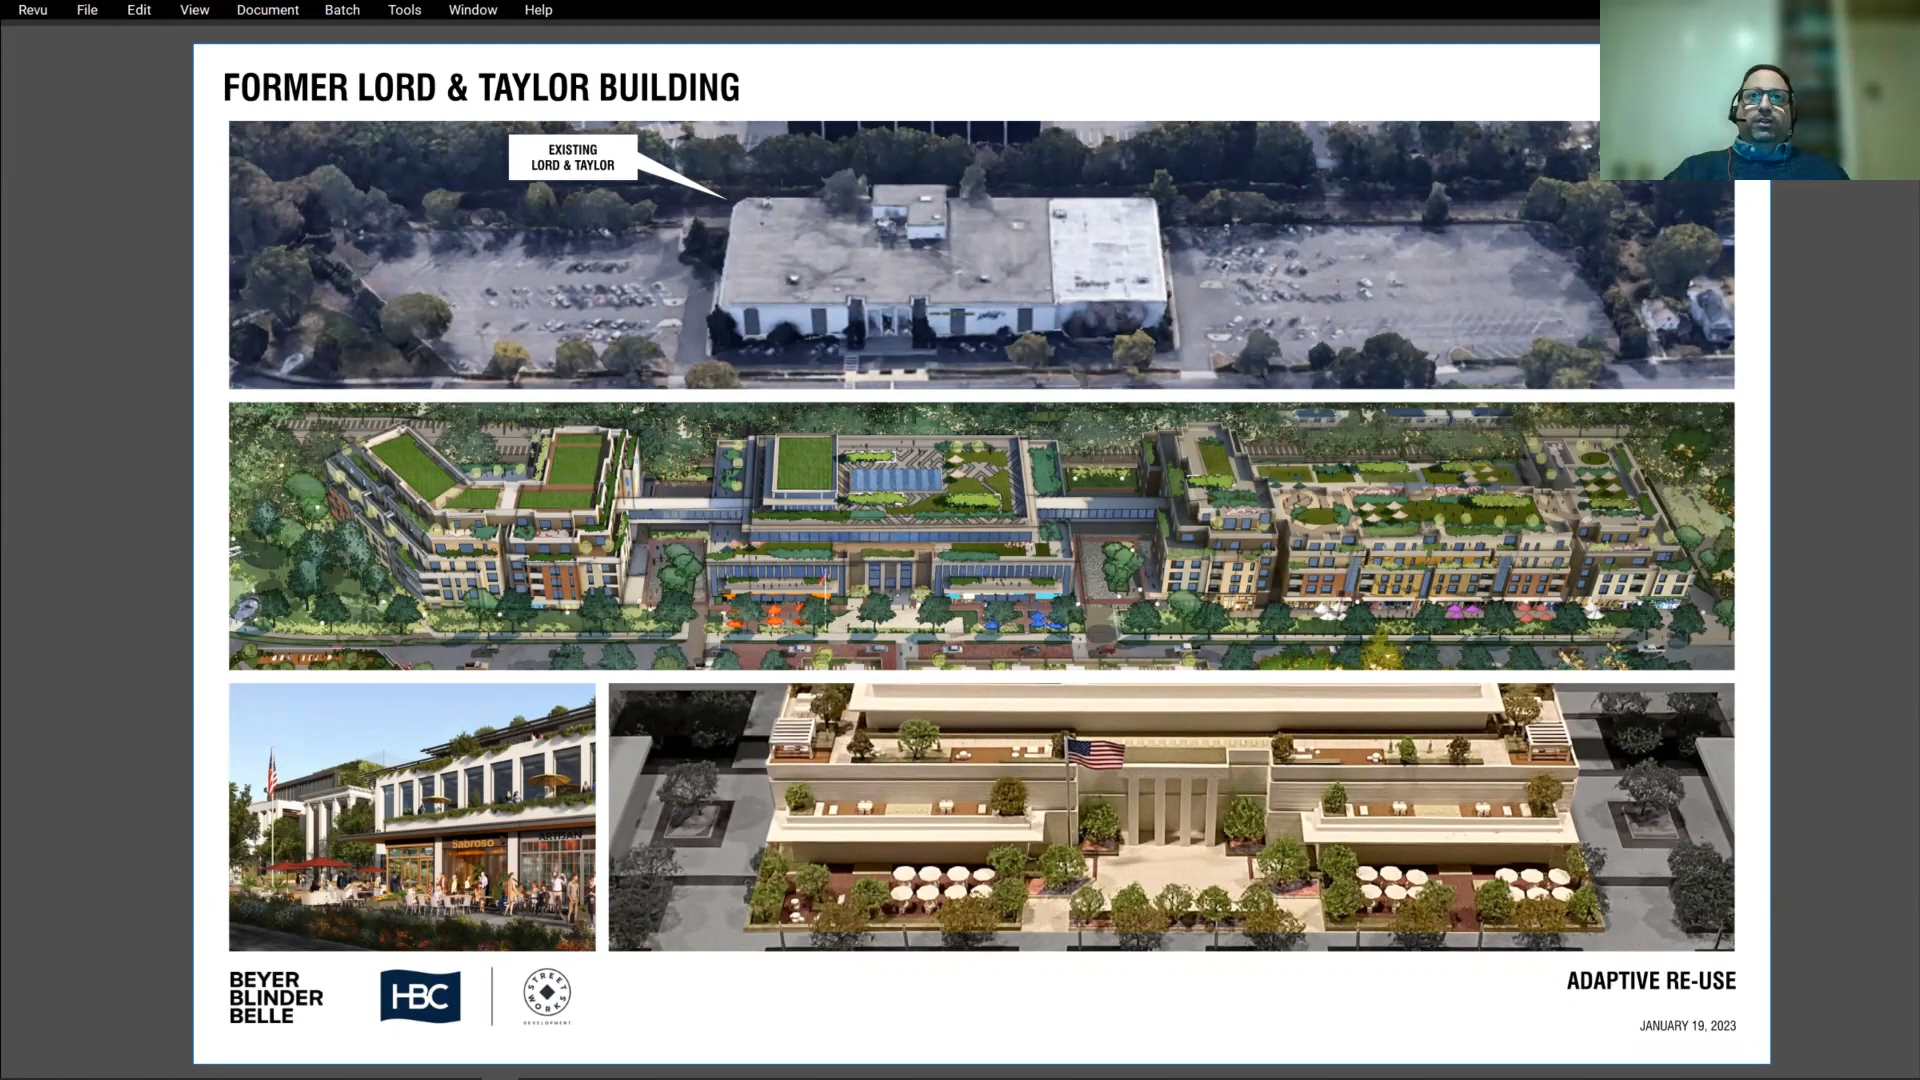 Revu File Edit View Document Batch Tools Window Help
FORMER LORD & TAYLOR BUILDING
EXISTING
LORD & TAYLOR
Sabroso
ARTISAN
BEYER
BLINDER
BELLE
HBC
STREET
WORKS
DEVELOPMENT
ADAPTIVE RE-USE
JANUARY 19, 2023